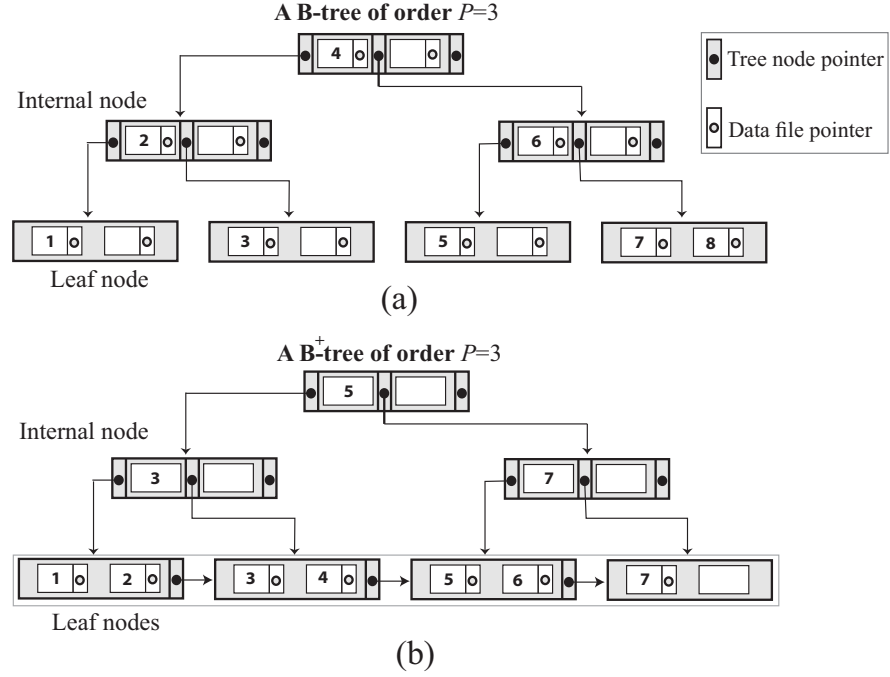 A B-tree of order P=3
4
Tree node pointer
Data file pointer
Internal node
2
6
1
3
5
7 8
Leaf node
(a)
A B+-tree of order P=3
5
Internal node
3
7
1 2
3 4
5 6
7
Leaf nodes
(b)